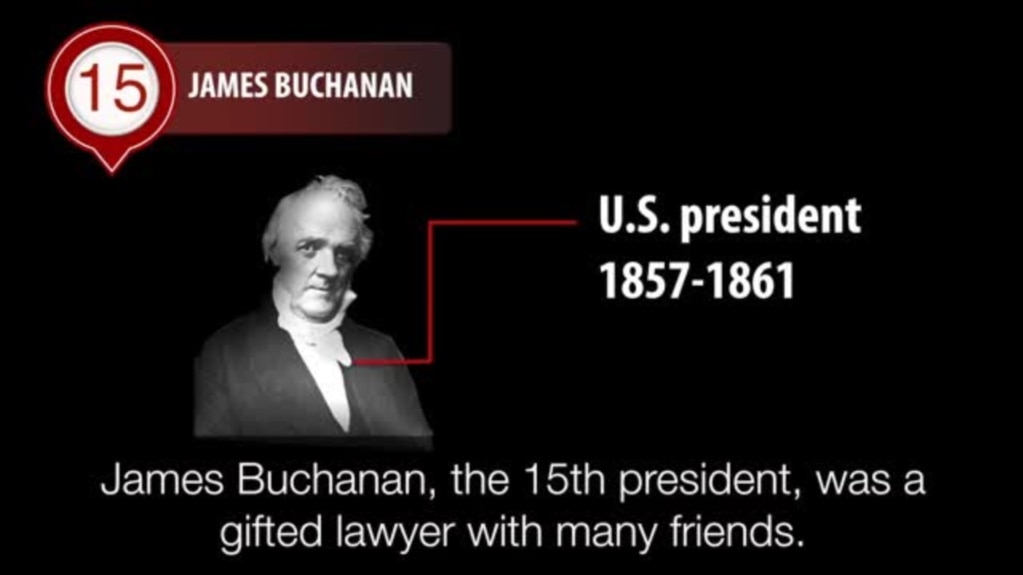 15
JAMES BUCHANAN
U.S. president
1857-1861
James Buchanan, the 15th president, was a
gifted lawyer with many friends.